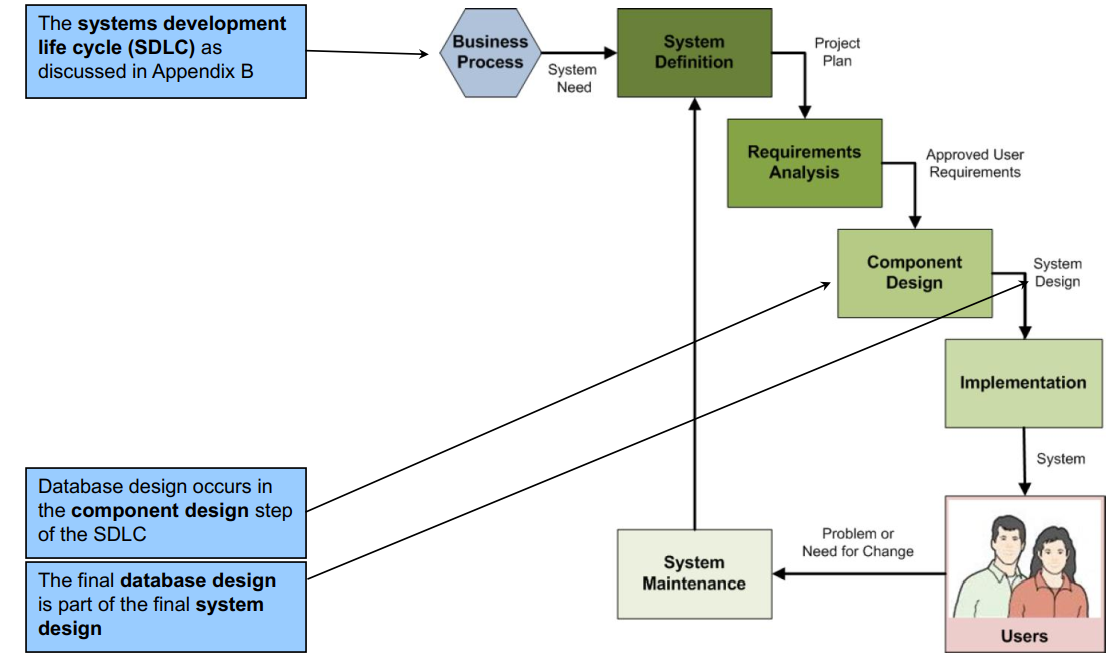 The systems development
life cycle (SDLC) as
discussed in Appendix B
Business
Process
System
Need
System
Definition
Project
Plan
Requirements
Analysis
Approved User
Requirements
Component
Design
System
Design
Implementation
System
Database design occurs in
the component design step
of the SDLC
The final database design
is part of the final system
design
System
Maintenance
Problem or
Need for Change
Users